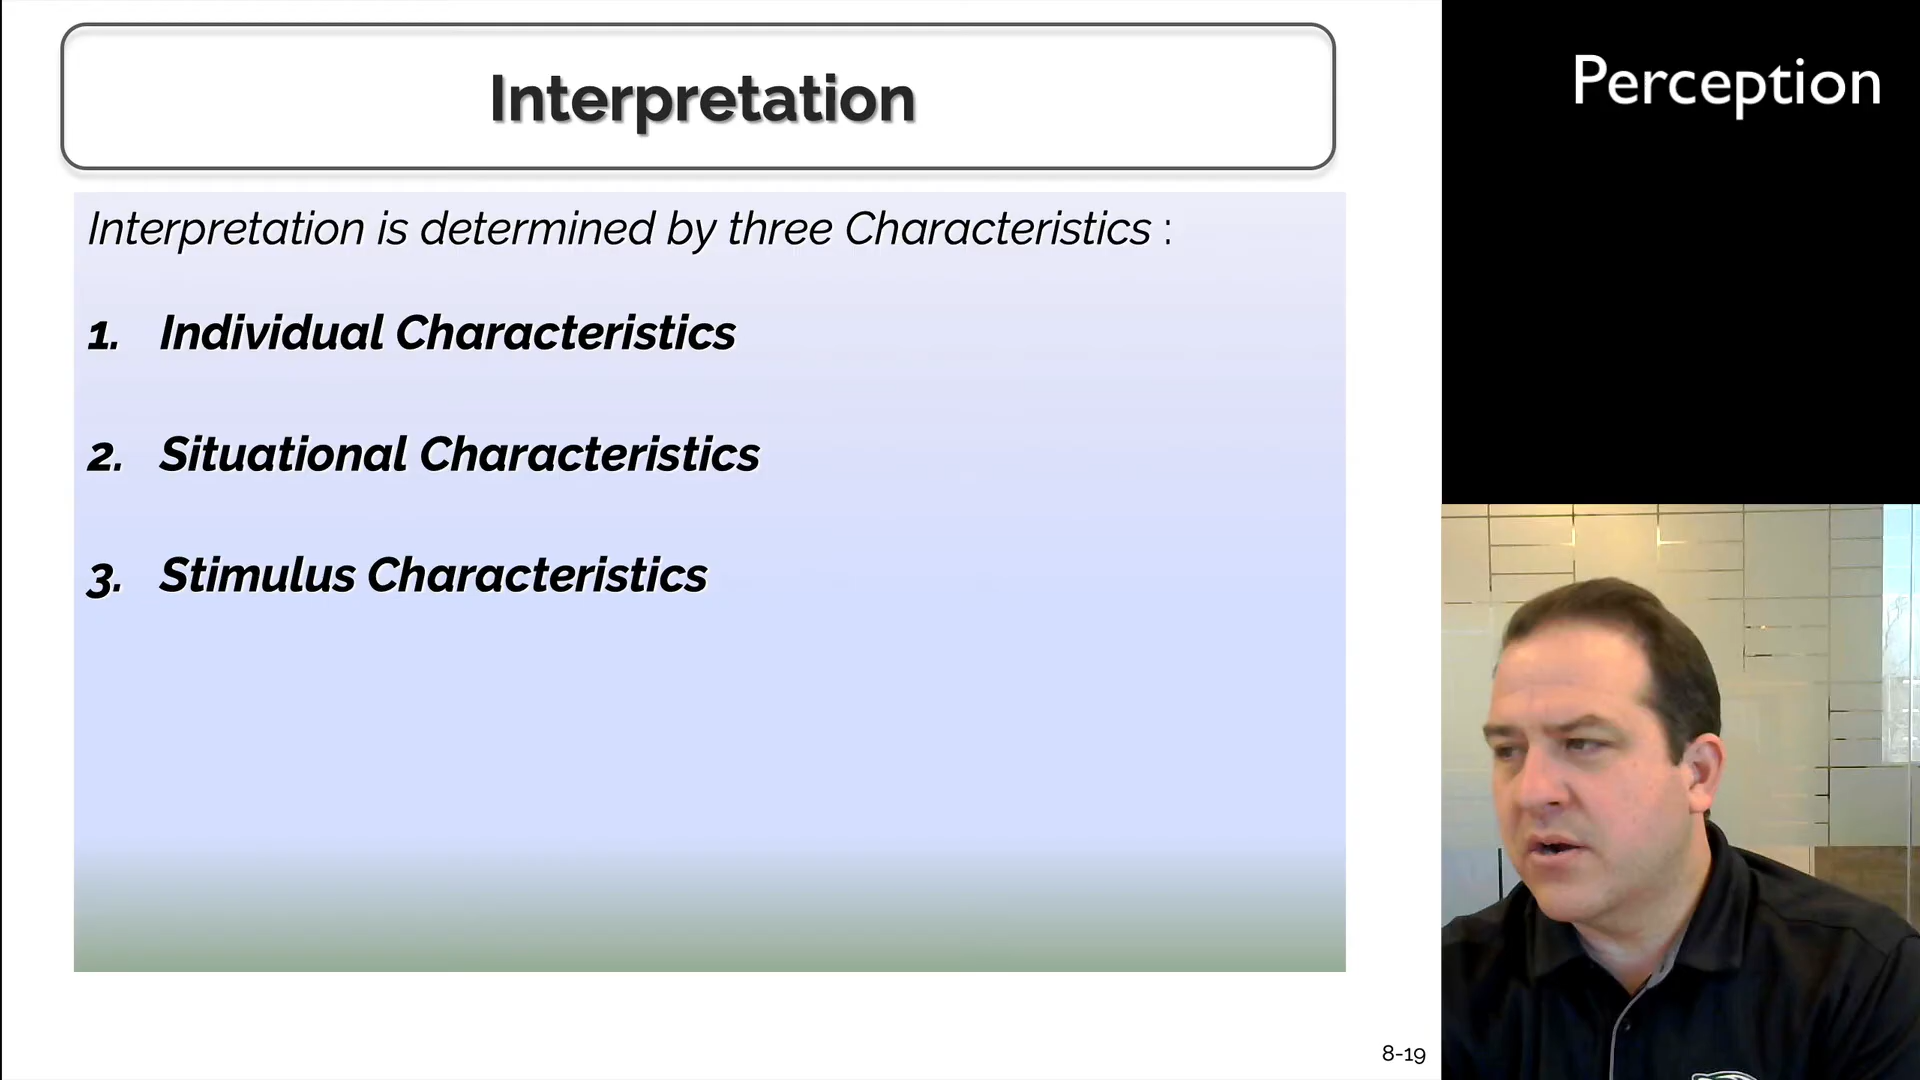 Interpretation
Perception
Interpretation is determined by three Characteristics :
1. Individual Characteristics
2. Situational Characteristics
3. Stimulus Characteristics
8-19